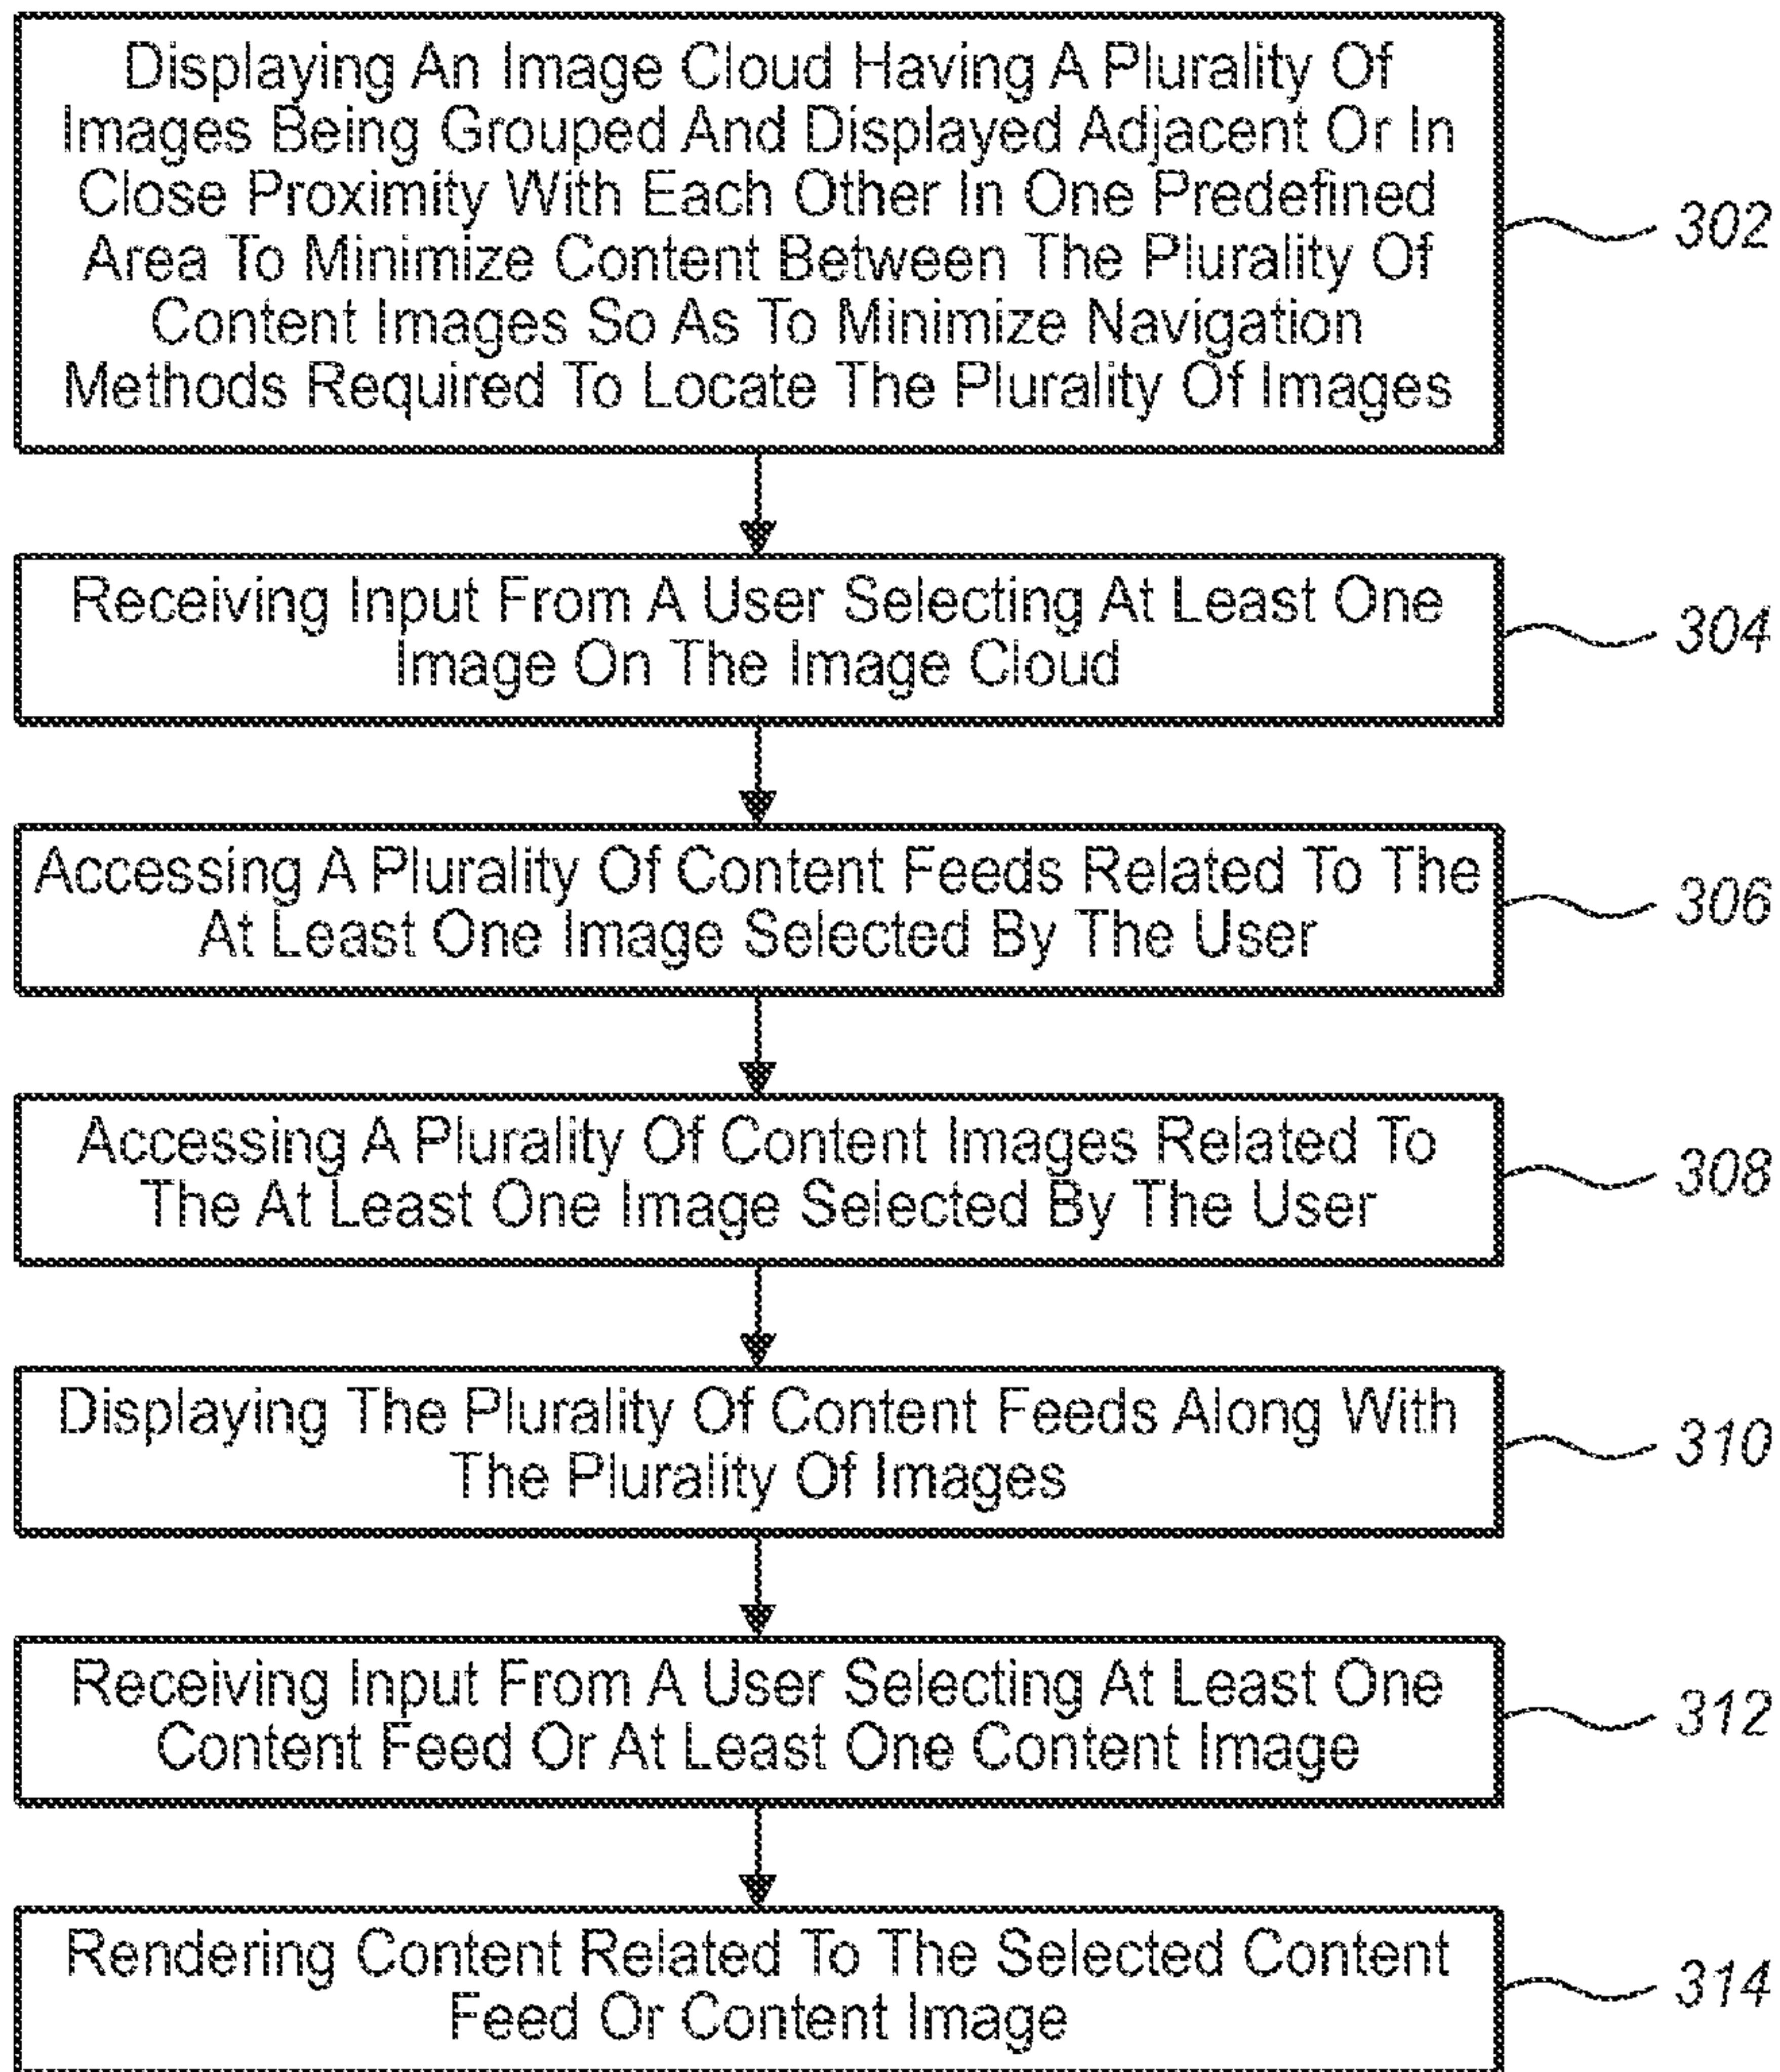 Displaying An Image Cloud Having A Plurality Of
Images Being Grouped And Displayed Adjacent Or In
Close Proximity With Each Other In One Predefined
Area To Minimize Content Between The Plurality Of
Content Images So As To Minimize Navigation
Methods Required To Locate The Plurality Of Images
302
Receiving Input From A User Selecting At Least One
Image On The Image Cloud
304
Accessing A Plurality Of Content Feeds Related To The
At Least One Image Selected By The User
306
Accessing A Plurality Of Content Images Related To
The At Least One Image Selected By The User
308
Displaying The Plurality Of Content Feeds Along With
The Plurality Of Images
310
Receiving Input From A User Selecting At Least One
Content Feed Or At Least One Content Image
312
Rendering Content Related To The Selected Content
Feed Or Content Image
314